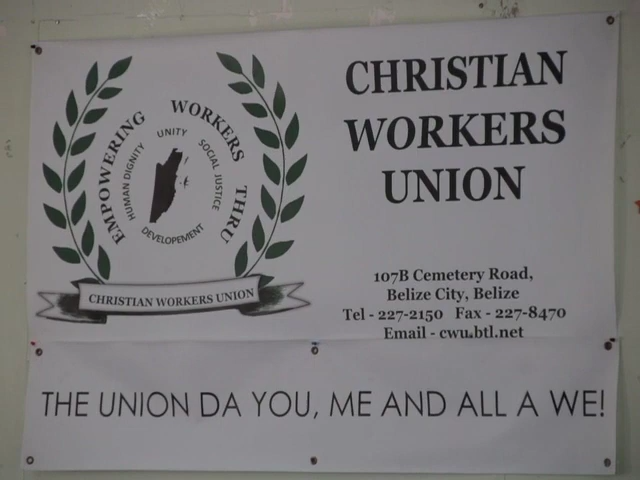 EMPOWERING WORKERS THRU
HUMAN DIGNITY UNITY SOCIAL JUSTICE
DEVELOPEMENT
CHRISTIAN WORKERS UNION
CHRISTIAN
WORKERS
UNION
107B Cemetery Road,
Belize City, Belize
Tel - 227-2150 Fax - 227-8470
Email - cwu.btl.net
THE UNION DA YOU, ME AND ALL A WE!